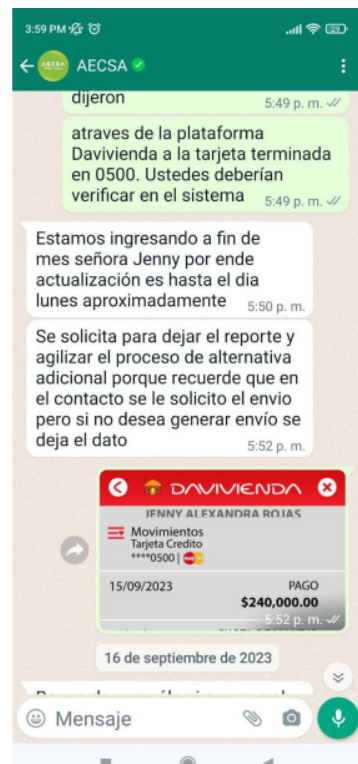 3:59 PM
AECSA
dijeron
5:49 p. m.
atraves de la plataforma
Davivienda a la tarjeta terminada
en 0500. Ustedes deberían
verificar en el sistema
5:49 p. m.
Estamos ingresando a fin de
mes señora Jenny por ende
actualización es hasta el dia
lunes aproximadamente
5:50 p. m.
Se solicita para dejar el reporte y
agilizar el proceso de alternativa
adicional porque recuerde que en
el contacto se le solicito el envio
pero si no desea generar envío se
deja el dato
5:52 p. m.
DAVIVIENDA
JENNY ALEXANDRA ROJAS
Movimientos
Tarjeta Credito
****0500 |
15/09/2023 PAGO
$240,000.00
5:52 p. m.
16 de septiembre de 2023
Mensaje